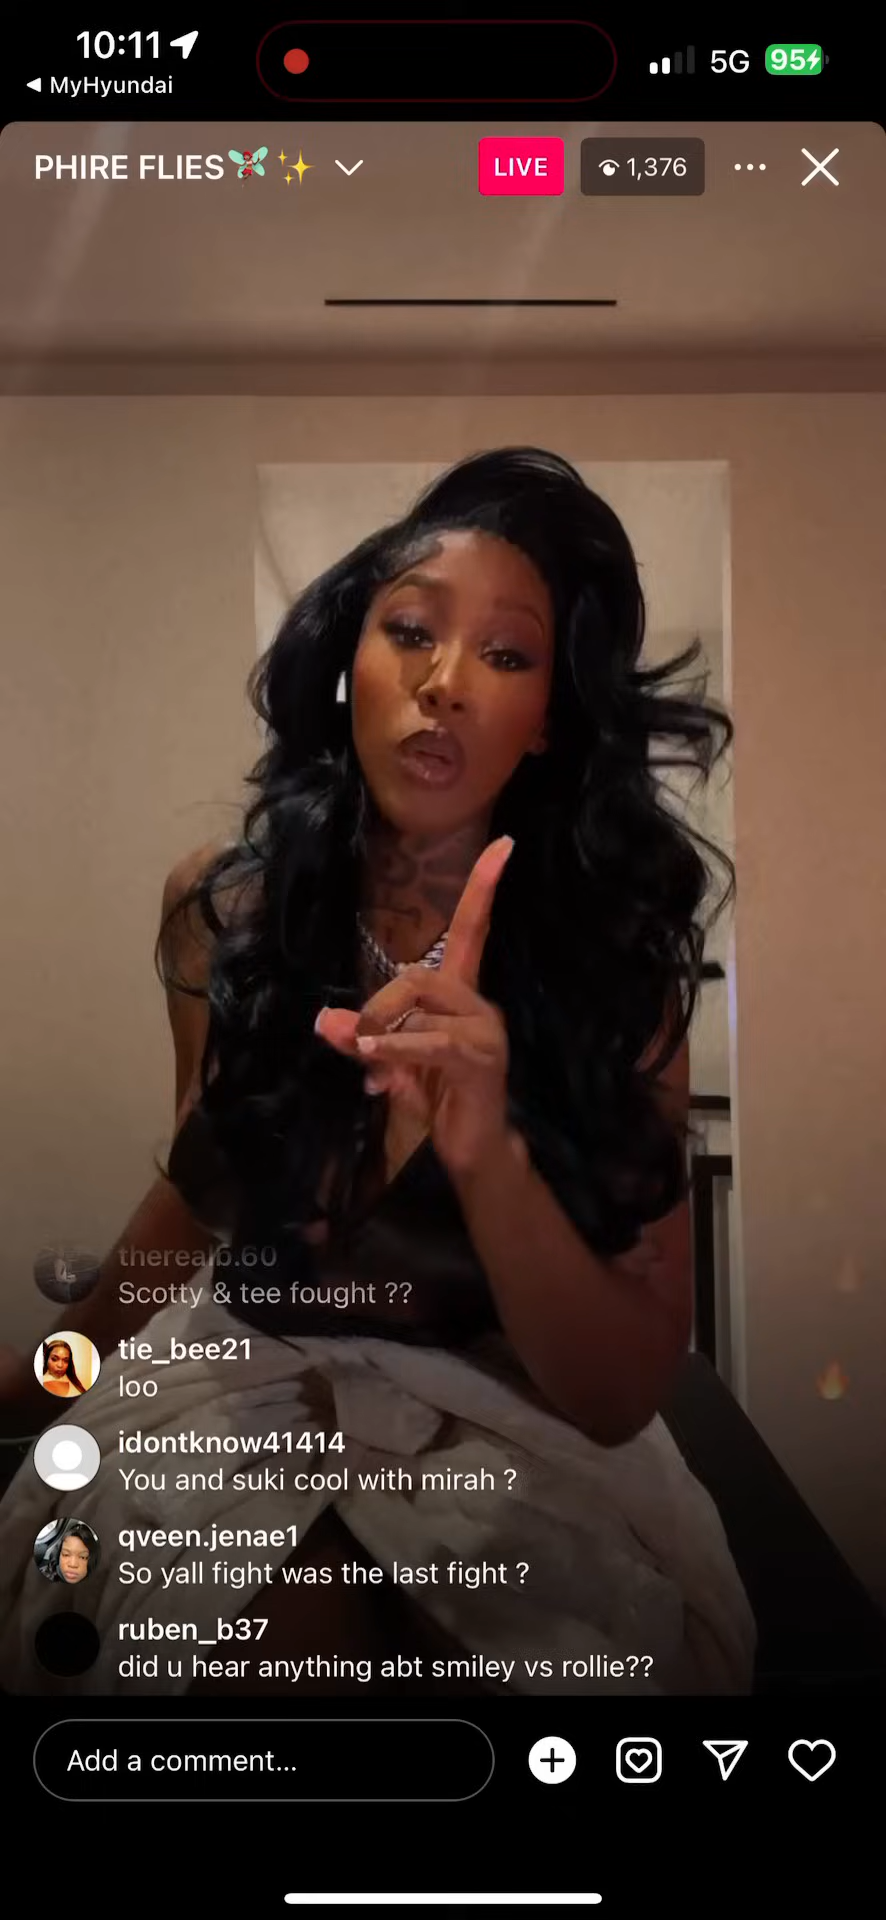 10:11
5G
95
◀ MyHyundai
PHIRE FLIES🧚✨
LIVE
1,376
therealb.60
Scotty & tee fought ??
tie_bee21
loo
idontknow41414
You and suki cool with mirah ?
qveen.jenae1
So yall fight was the last fight ?
ruben_b37
did u hear anything abt smiley vs rollie??
Add a comment...